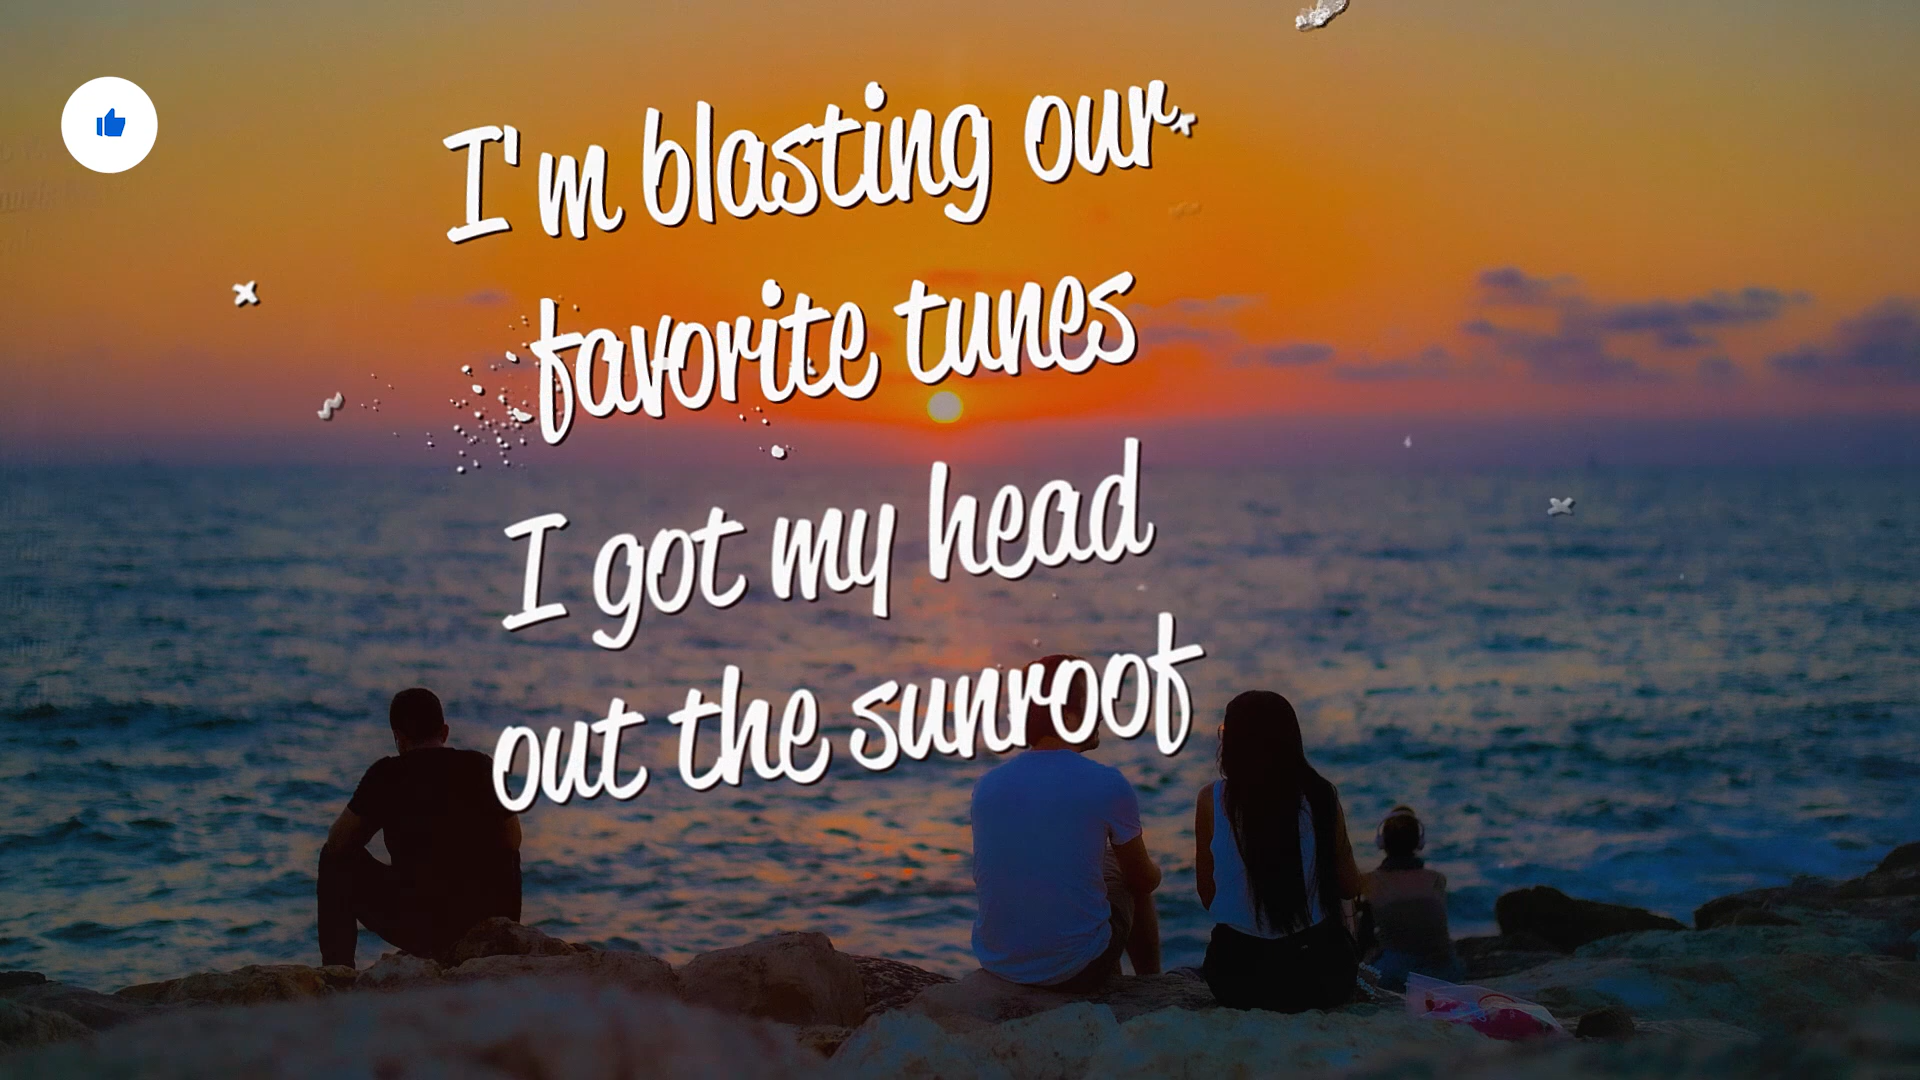 I'm blasting our
favorite tunes
I got my head
out the sunroof